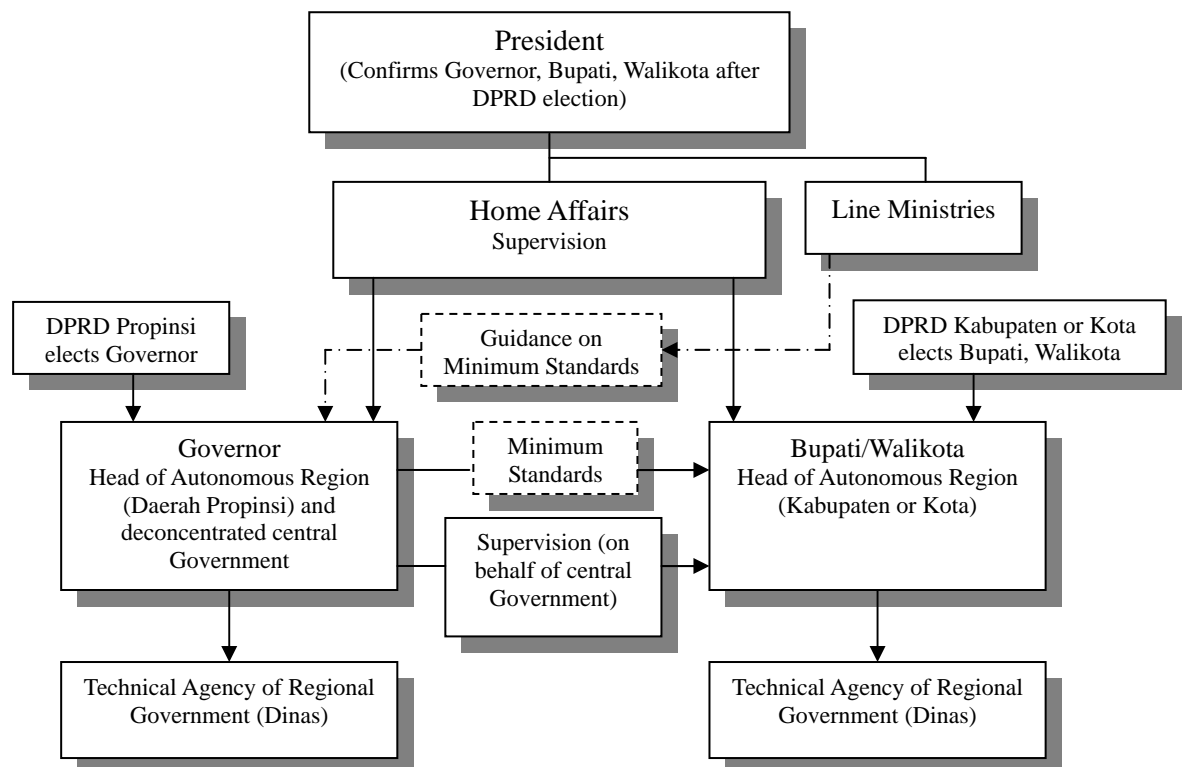 President
(Confirms Governor, Bupati, Walikota after
DPRD election)
Home Affairs
Supervision
Line Ministries
DPRD Propinsi
elects Governor
Guidance on
Minimum Standards
DPRD Kabupaten or Kota
elects Bupati, Walikota
Governor
Head of Autonomous Region
(Daerah Propinsi) and
deconcentrated central
Government
Minimum
Standards
Supervision (on
behalf of central
Government)
Bupati/Walikota
Head of Autonomous Region
(Kabupaten or Kota)
Technical Agency of Regional
Government (Dinas)
Technical Agency of Regional
Government (Dinas)